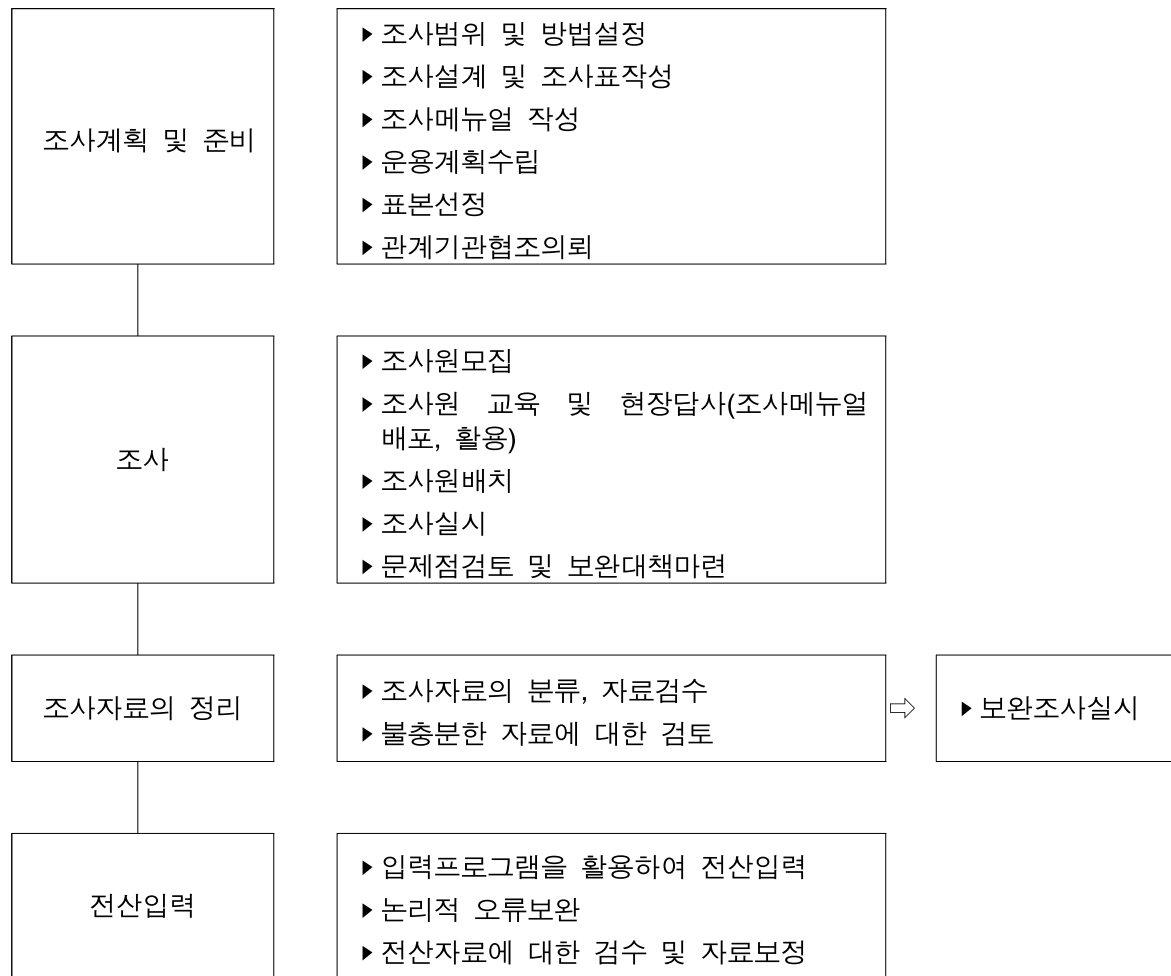 조사계획 및 준비
▶조사범위 및 방법설정
▶조사설계 및 조사표작성
▶조사메뉴얼 작성
▶운용계획수립
▶표본선정
▶관계기관협조의뢰
조사
▶조사원모집
▶조사원 교육 및 현장답사(조사메뉴얼
배포, 활용)
▶조사원배치
▶조사실시
▶문제점검토 및 보완대책마련
조사자료의 정리
▶조사자료의 분류, 자료검수
▶불충분한 자료에 대한 검토
⇨
▶보완조사실시
전산입력
▶입력프로그램을 활용하여 전산입력
▶논리적 오류보완
▶전산자료에 대한 검수 및 자료보정